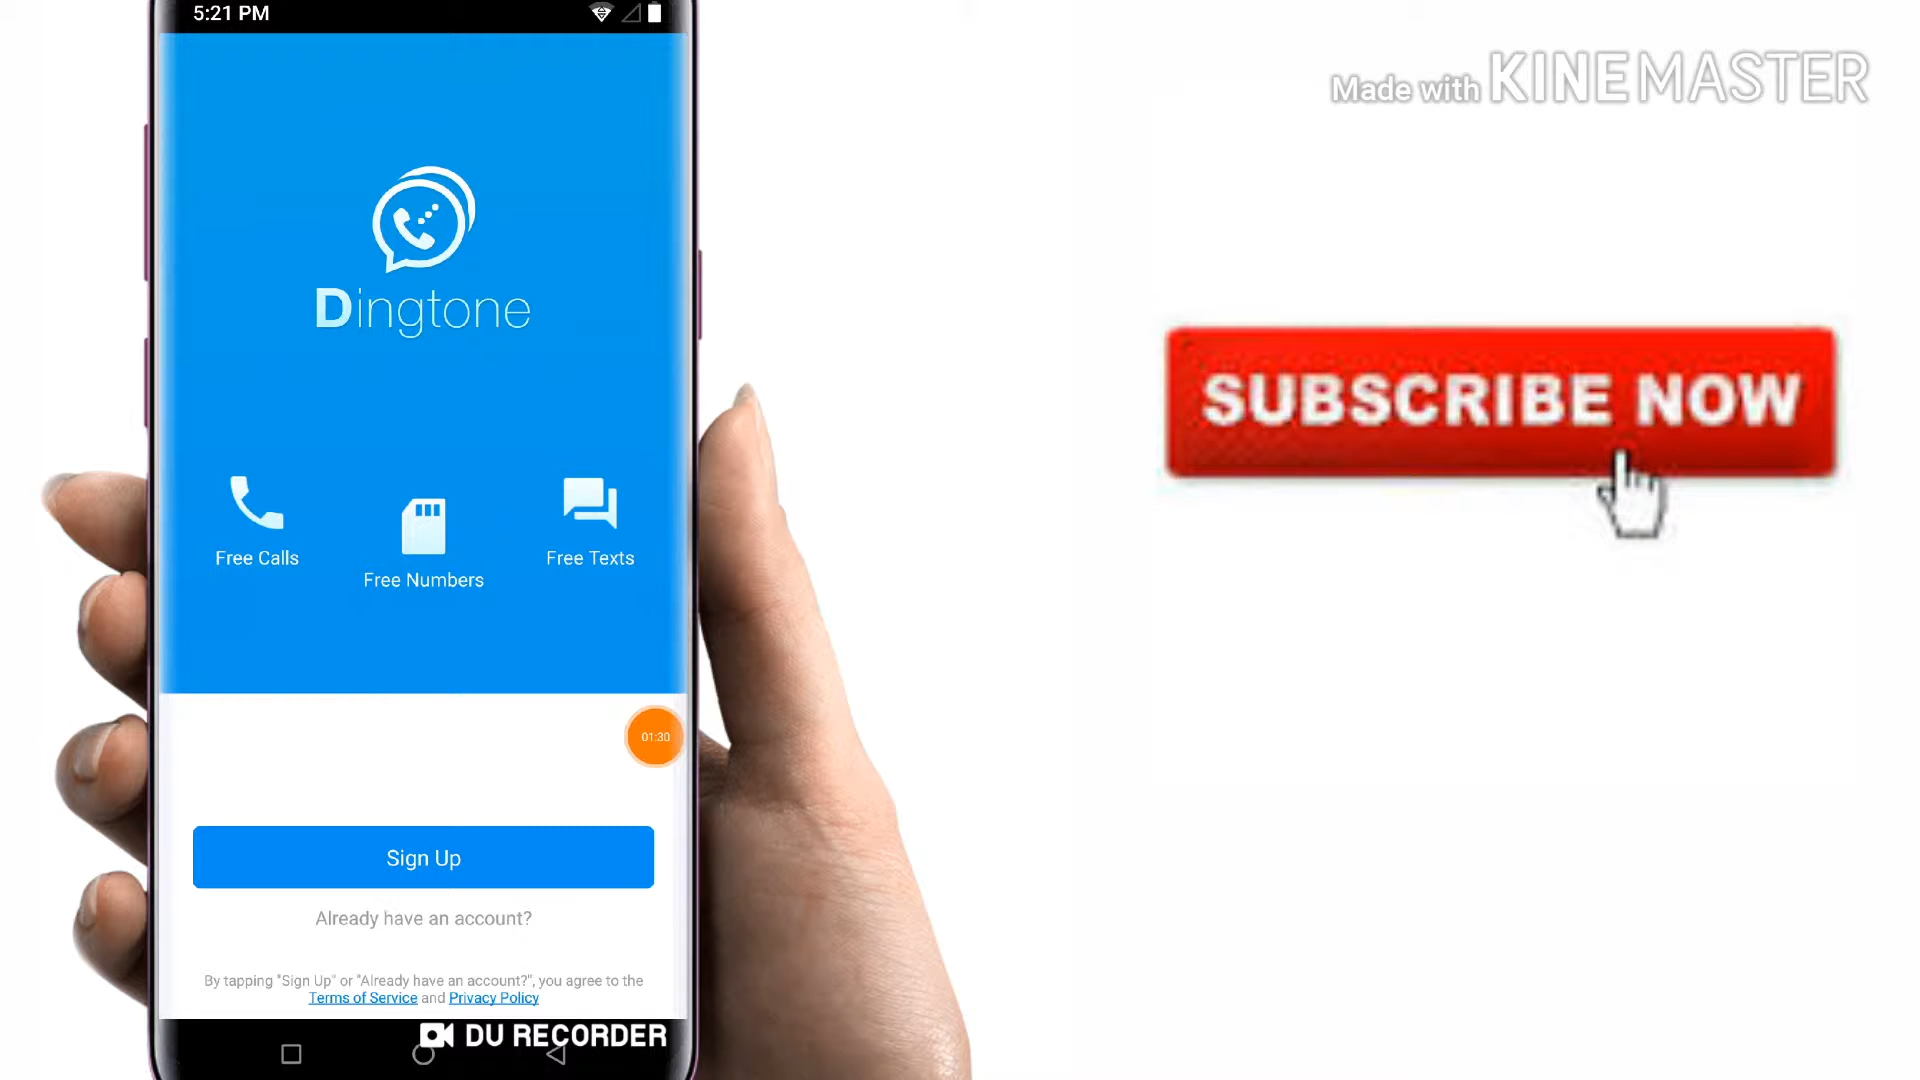 5:21 PM
Made with KINEMASTER
Dingtone
SUBSCRIBE NOW
Free Calls
Free Numbers
Free Texts
01:30
Sign Up
Already have an account?
By tapping "Sign Up" or "Already have an account?", you agree to the
Terms of Service and Privacy Policy
DU RECORDER